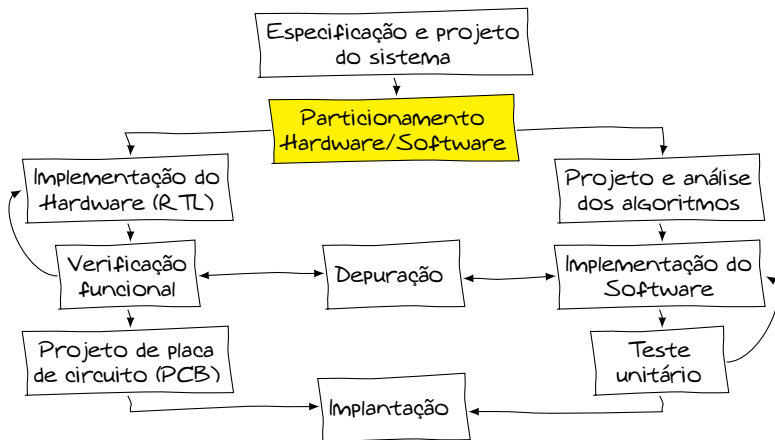 Especificação e projeto
do sistema
Particionamento
Hardware/Software
Implementação do
Hardware (RTL)
Projeto e análise
dos algoritmos
Verificação
funcional
Depuração
Implementação do
Software
Projeto de placa
de circuito (PCB)
Teste
unitário
Implantação